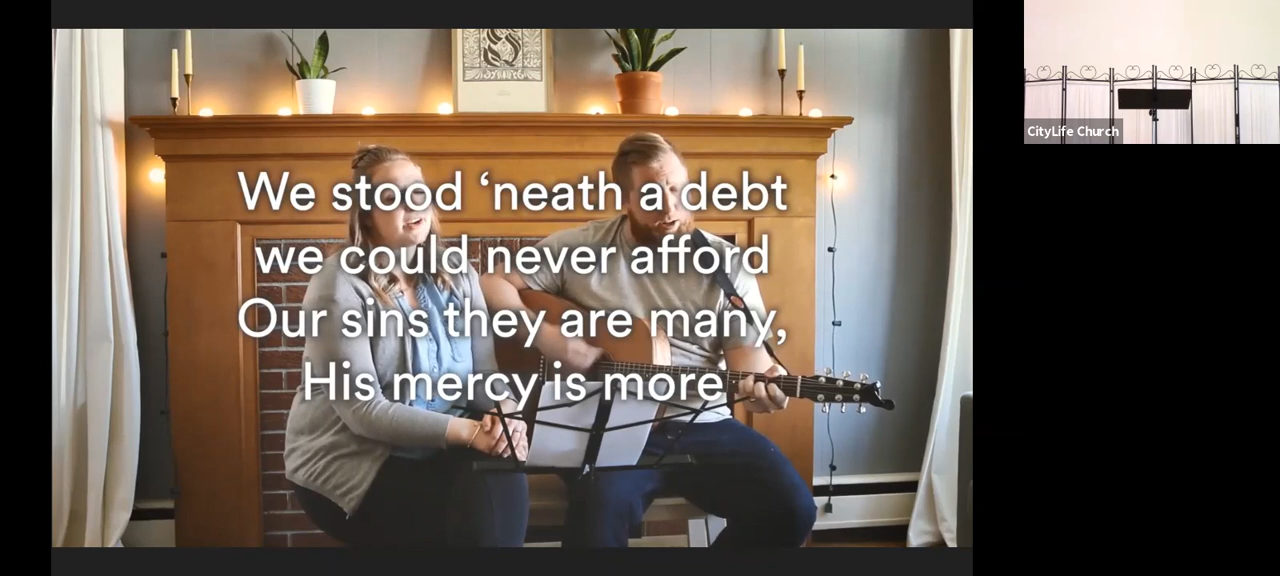 We stood ‘neath a debt
we could never afford
Our sins they are many,
His mercy is more
CityLife Church